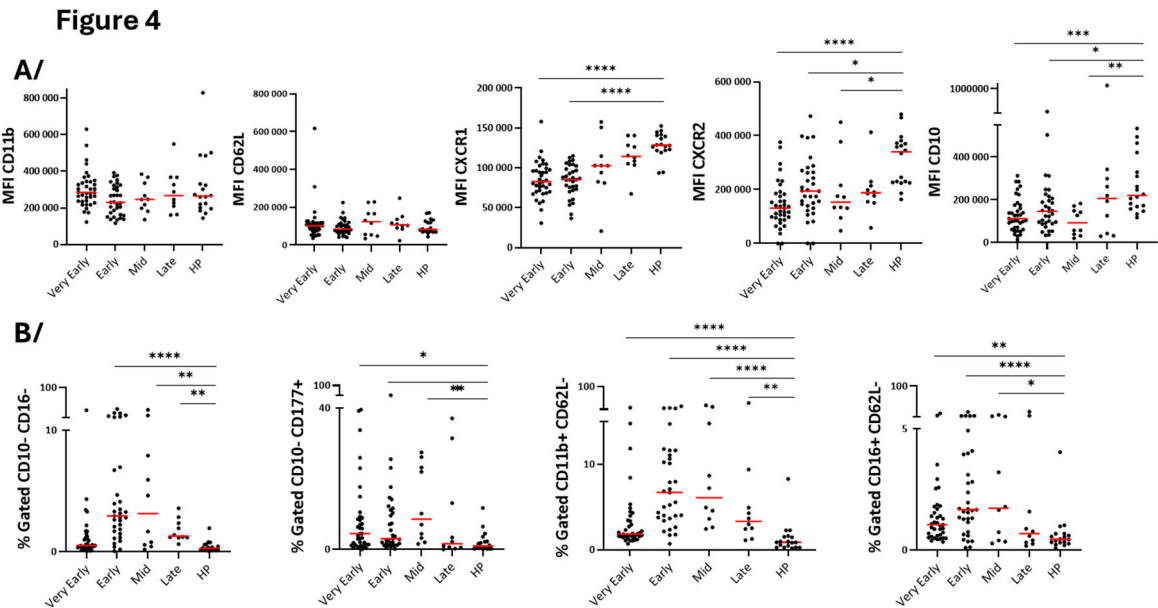 Figure 4
A/
MFI CD11b
800 000
600 000
400 000
200 000
0
Very Early
Early
Mid
Late
HP
MFI CD62L
800 000
600 000
400 000
200 000
0
Very Early
Early
Mid
Late
HP
MFI CXCR1
200 000
150 000
100 000
50 000
0
****
****
Very Early
Early
Mid
Late
HP
MFI CXCR2
600 000
400 000
200 000
0
****
*
*
Very Early
Early
Mid
Late
HP
MFI CD10
1000000
400 000
200 000
0
***
*
**
Very Early
Early
Mid
Late
HP
B/
% Gated CD10- CD16-
100
10
0
****
**
**
Very Early
Early
Mid
Late
HP
% Gated CD10- CD177+
100
40
0
*
Very Early
Early
Mid
Late
HP
% Gated CD11b+ CD62L-
100
10
0
****
****
****
**
Very Early
Early
Mid
Late
HP
% Gated CD16+ CD62L-
100
5
0
**
****
*
Very Early
Early
Mid
Late
HP